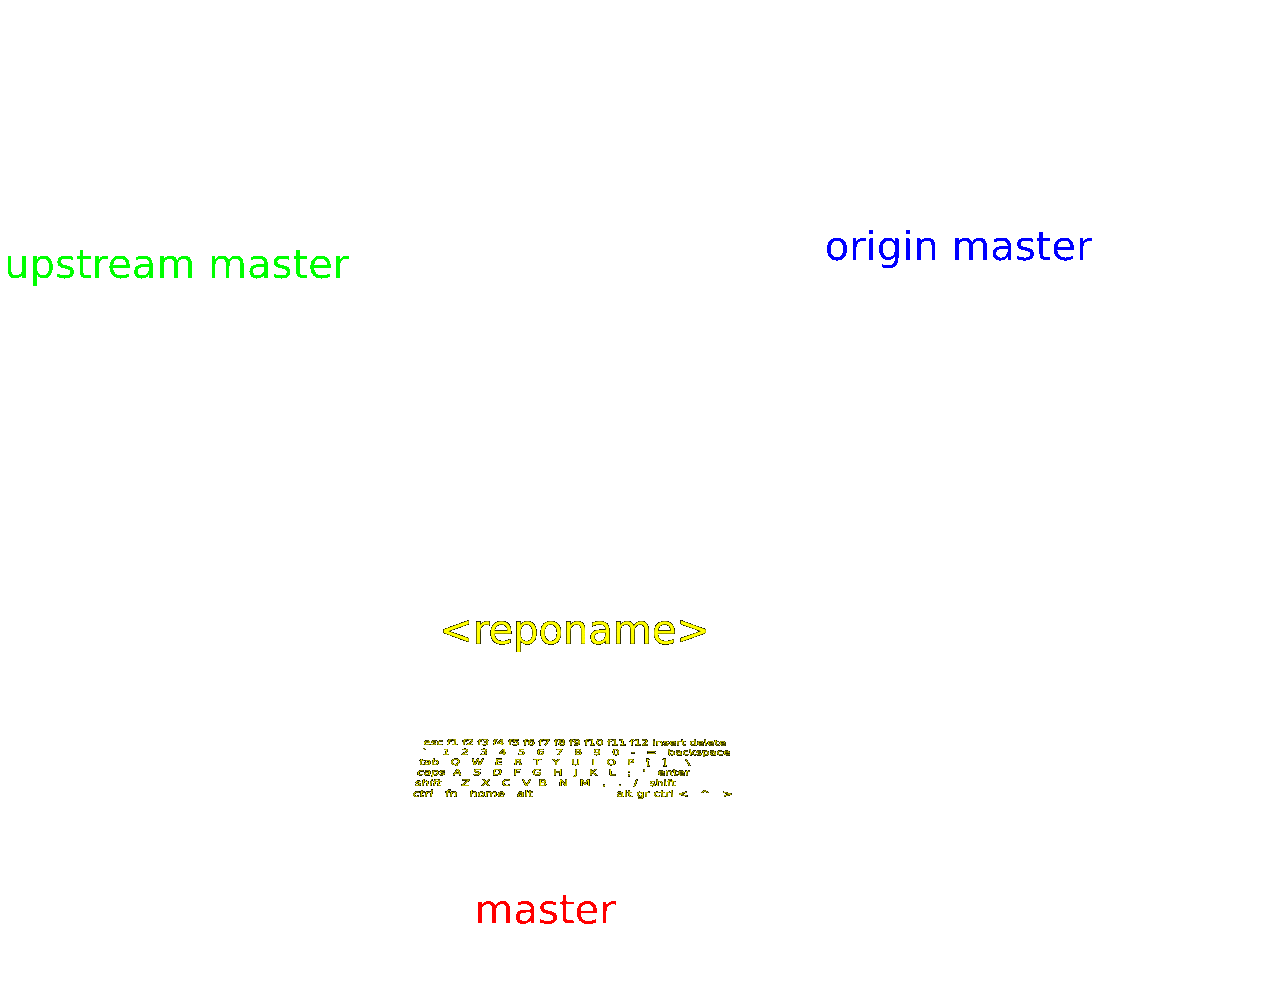 origin master
upstream master
<reponame>
esc f1 f2 f3 f4 f5 f6 f7 f8 f9 f10 f11 f12 insert delete
` 1 2 3 4 5 6 7 8 9 0 - = backspace
tab Q W E R T Y U I O P [ ] \
caps A S D F G H J K L ; ' enter
shift Z X C V B N M , . / shift
ctrl fn home alt alt gr ctrl < ^ >
master